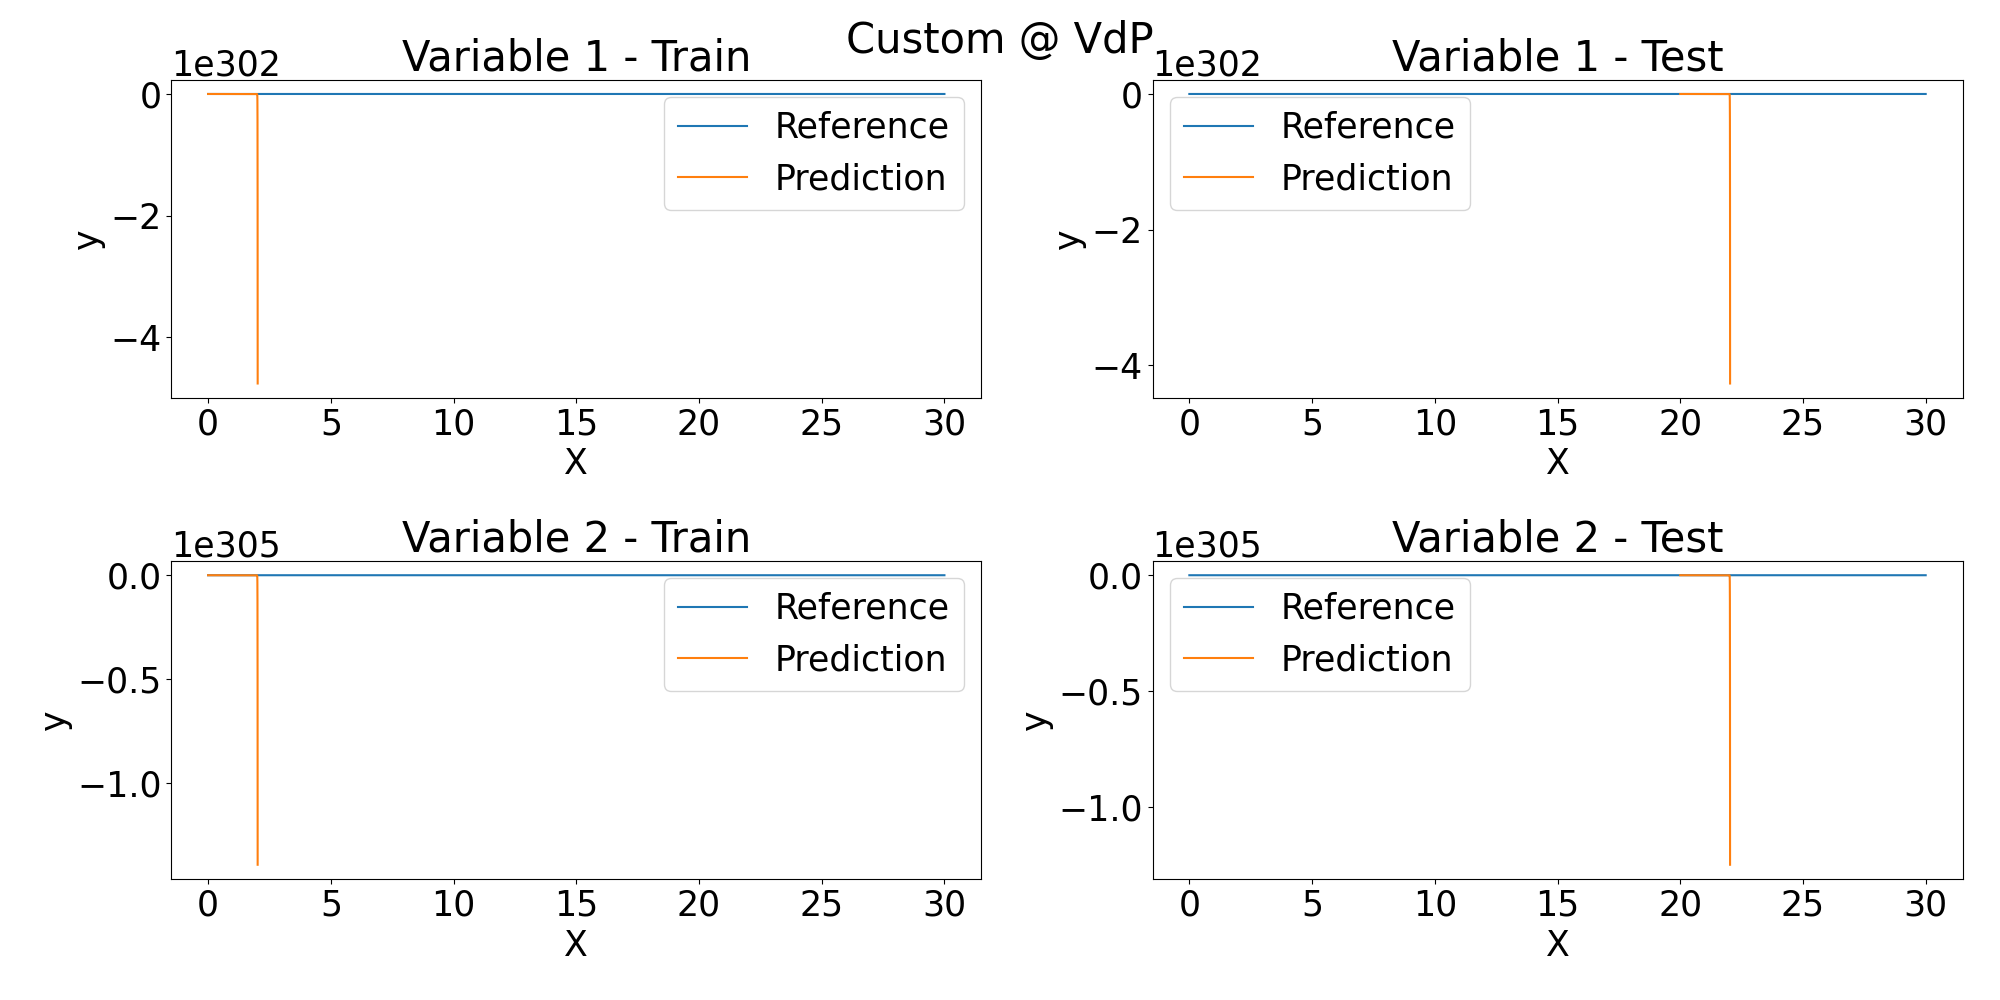 Custom @ VdP
Variable 1 - Train
1e302
0
−2
−4
y
0 5 10 15 20 25 30
X
Reference
Prediction
Variable 1 - Test
1e302
0
−2
−4
y
0 5 10 15 20 25 30
X
Reference
Prediction
Variable 2 - Train
1e305
0.0
−0.5
−1.0
y
0 5 10 15 20 25 30
X
Reference
Prediction
Variable 2 - Test
1e305
0.0
−0.5
−1.0
y
0 5 10 15 20 25 30
X
Reference
Prediction